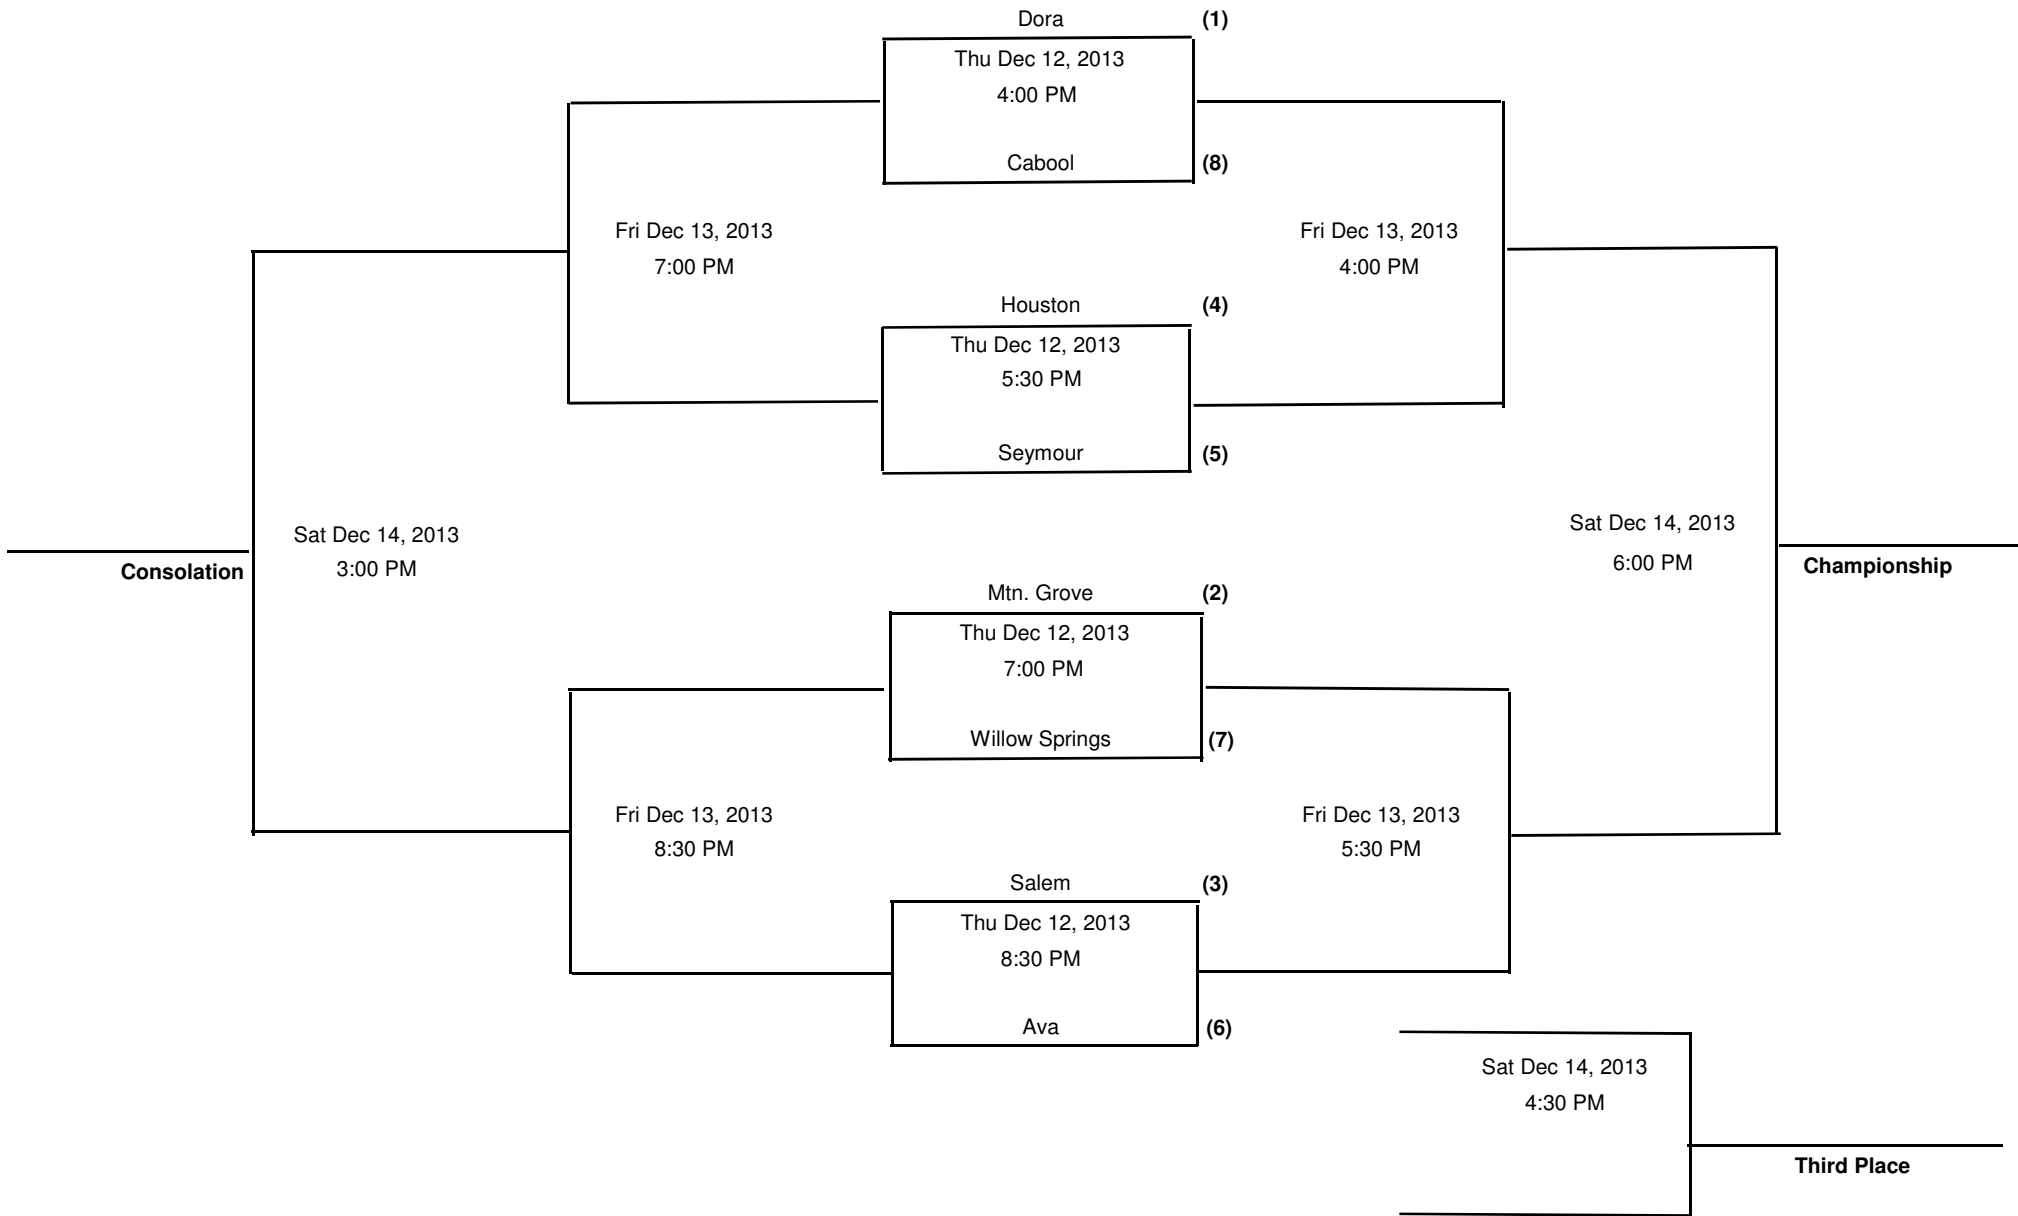 Dora (1)
Thu Dec 12, 2013
4:00 PM
Cabool (8)
Fri Dec 13, 2013
7:00 PM
Fri Dec 13, 2013
4:00 PM
Houston (4)
Thu Dec 12, 2013
5:30 PM
Seymour (5)
Sat Dec 14, 2013
3:00 PM
Consolation
Sat Dec 14, 2013
6:00 PM
Championship
Mtn. Grove (2)
Thu Dec 12, 2013
7:00 PM
Willow Springs (7)
Fri Dec 13, 2013
8:30 PM
Fri Dec 13, 2013
5:30 PM
Salem (3)
Thu Dec 12, 2013
8:30 PM
Ava (6)
Sat Dec 14, 2013
4:30 PM
Third Place